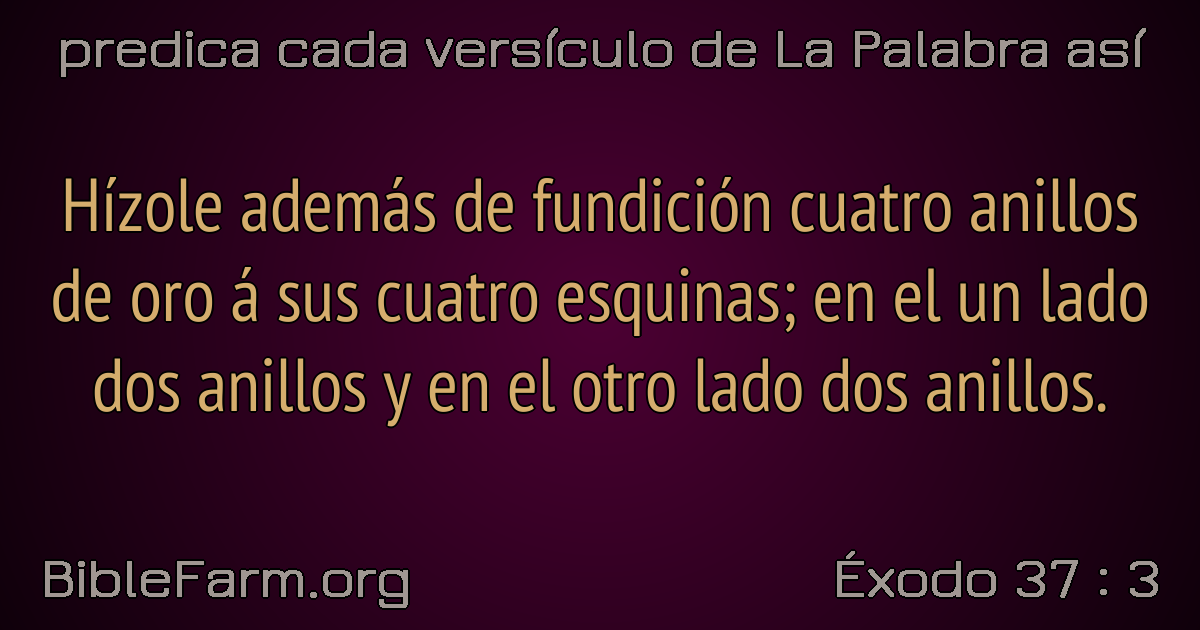 predica cada versículo de La Palabra así
Hízole además de fundición cuatro anillos
de oro á sus cuatro esquinas; en el un lado
dos anillos y en el otro lado dos anillos.
BibleFarm.org
Éxodo 37 : 3